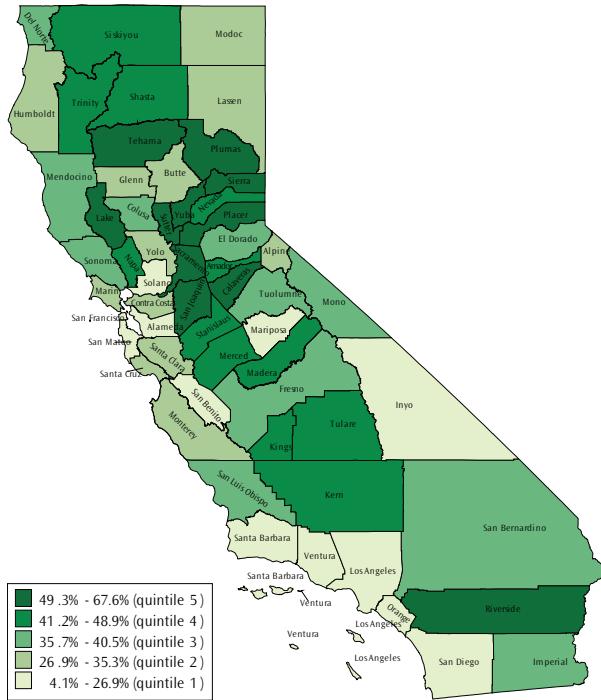 Del Norte
Siskiyou
Modoc
Humboldt
Trinity
Shasta
Lassen
Tehama
Plumas
Mendocino
Glenn
Butte
Sierra
Lake
Colusa
Sutter
Yuba
Nevada
Placer
Sonoma
Napa
Yolo
Sacramento
El Dorado
Alpine
Amador
Calaveras
Solano
Marin
Contra Costa
San Joaquin
Tuolumne
Mono
San Francisco
Alameda
Stanislaus
Mariposa
San Mateo
Santa Clara
Merced
Madera
Santa Cruz
San Benito
Fresno
Inyo
Monterey
Kings
Tulare
San Luis Obispo
Kern
San Bernardino
Santa Barbara
Ventura
Los Angeles
Santa Barbara
Ventura
Orange
Riverside
Los Angeles
Ventura
Los Angeles
San Diego
Imperial
49 .3% - 67.6% (quintile 5 )
41.2% - 48.9% (quintile 4 )
35.7% - 40.5% (quintile 3 )
26.9% - 35.3% (quintile 2 )
4.1% - 26.9% (quintile 1 )